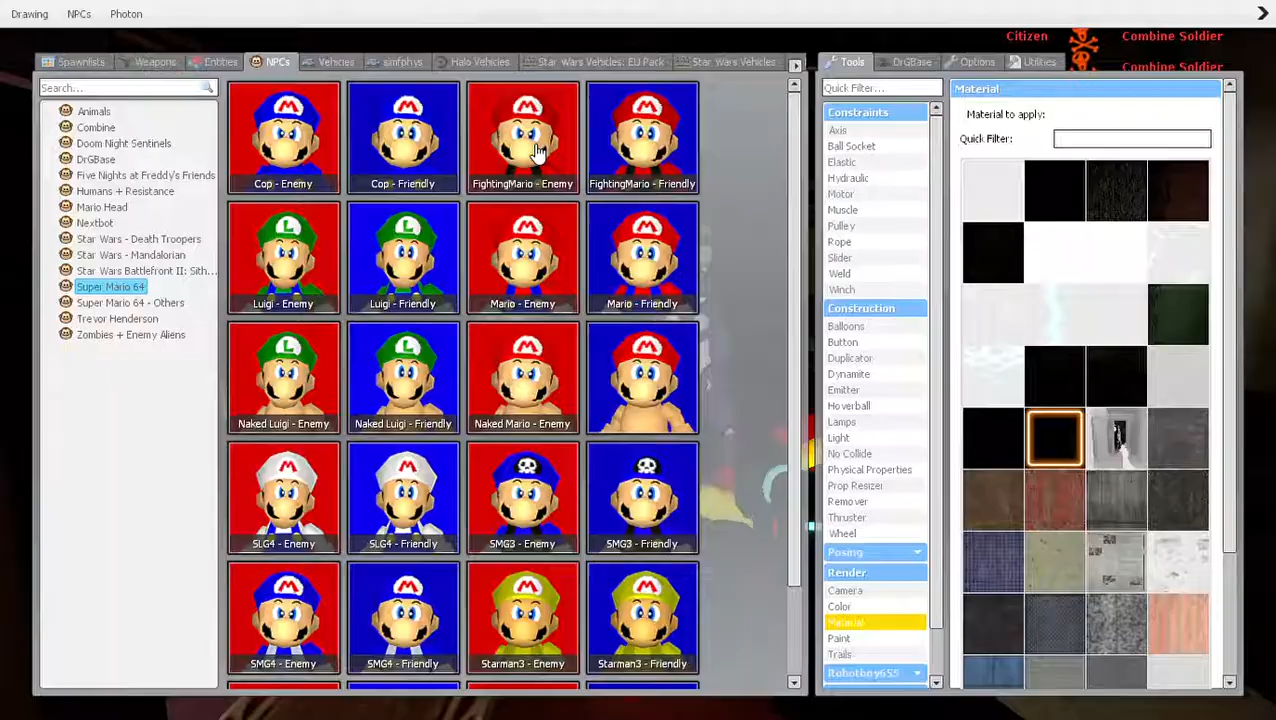 Drawing NPCs Photon
Citizen Combine Soldier
Combine Soldier
Spawnlists Weapons Entities NPCs Vehicles simfphys Halo Vehicles Star Wars Vehicles: EU Pack Star Wars Vehicles
Search...
Animals
Combine
Doom Night Sentinels
DrGBase
Five Nights at Freddy's Friends
Humans + Resistance
Mario Head
Nextbot
Star Wars - Death Troopers
Star Wars - Mandalorian
Star Wars Battlefront II: Sith...
Super Mario 64
Super Mario 64 - Others
Trevor Henderson
Zombies + Enemy Aliens
Cop - Enemy Cop - Friendly FightingMario - Enemy FightingMario - Friendly
Luigi - Enemy Luigi - Friendly Mario - Enemy Mario - Friendly
Naked Luigi - Enemy Naked Luigi - Friendly Naked Mario - Enemy
SLG4 - Enemy SLG4 - Friendly SMG3 - Enemy SMG3 - Friendly
SMG4 - Enemy SMG4 - Friendly Starman3 - Enemy Starman3 - Friendly
Tools DrGBase Options Utilities
Quick Filter...
Constraints
Axis
Ball Socket
Elastic
Hydraulic
Motor
Muscle
Pulley
Rope
Slider
Weld
Winch
Construction
Balloons
Button
Duplicator
Dynamite
Emitter
Hoverball
Lamps
Light
No Collide
Physical Properties
Prop Resizer
Remover
Thruster
Wheel
Posing
Render
Camera
Color
Material
Paint
Trails
Robotboy655
Material
Material to apply:
Quick Filter: